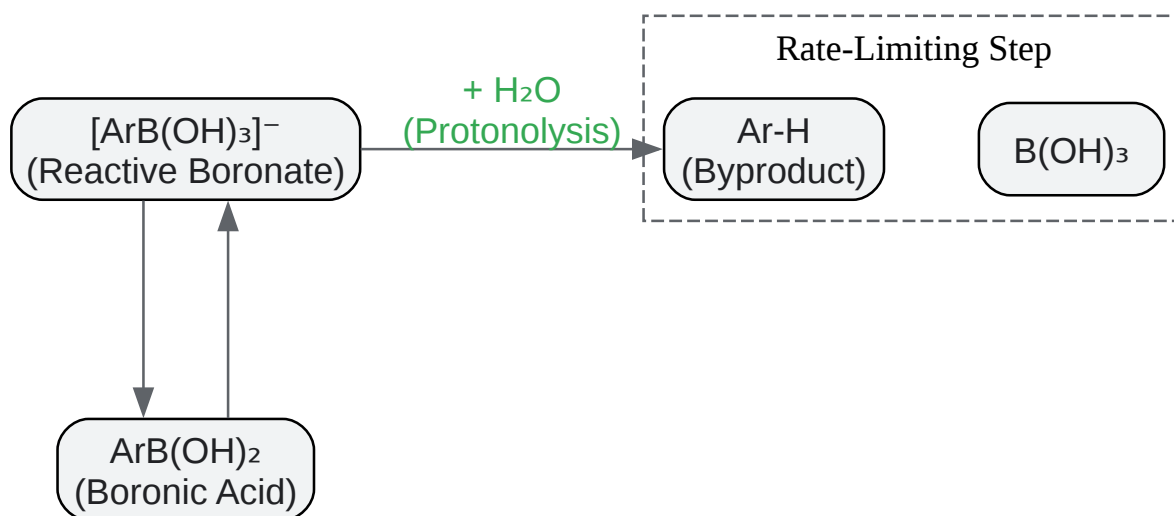 Rate-Limiting Step
[ArB(OH)₃]⁻
(Reactive Boronate)
+ H₂O
(Protonolysis)
Ar-H
(Byproduct)
B(OH)₃
ArB(OH)₂
(Boronic Acid)